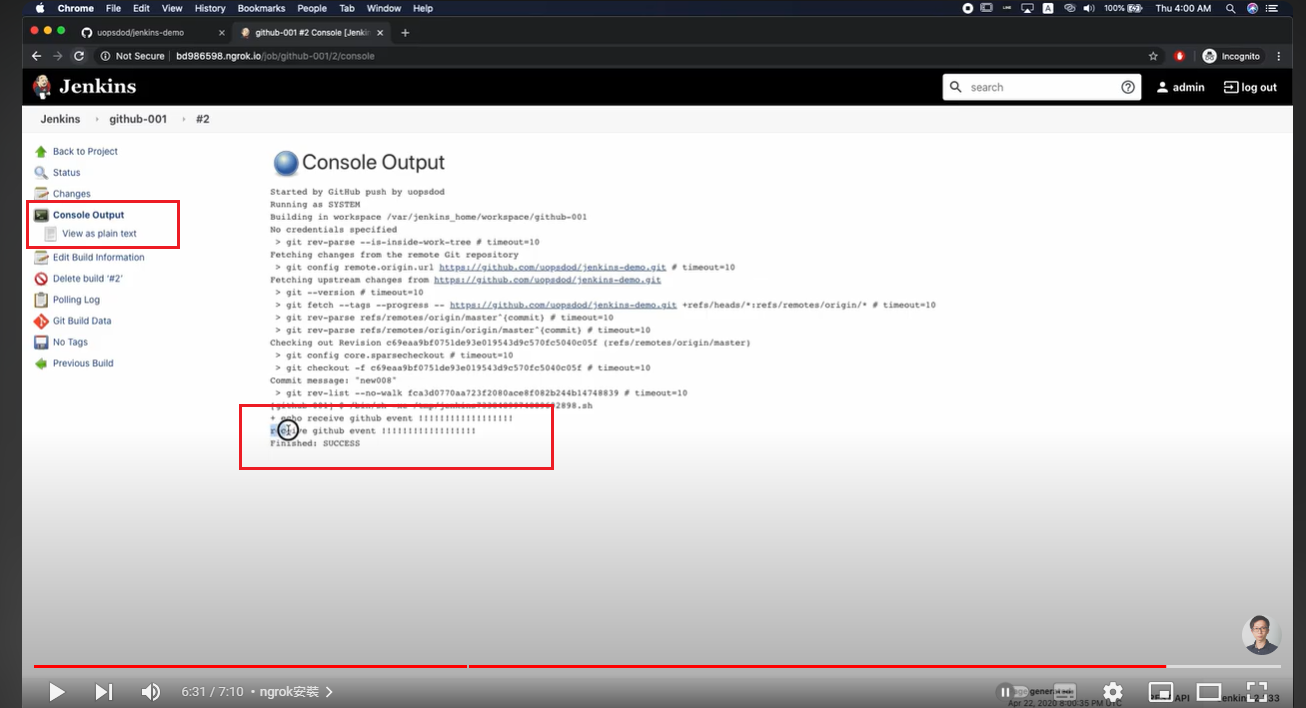 Chrome File Edit View History Bookmarks People Tab Window Help 100% Thu 4:00 AM
uopsdod/jenkins-demo × github-001 #2 Console [Jenki × +
Not Secure | bd986598.ngrok.io/job/github-001/2/console Incognito
Jenkins search admin log out
Jenkins › github-001 › #2
Back to Project
Status
Changes
Console Output
View as plain text
Edit Build Information
Delete build '#2'
Polling Log
Git Build Data
No Tags
Previous Build
Console Output
Started by GitHub push by uopsdod
Running as SYSTEM
Building in workspace /var/jenkins_home/workspace/github-001
No credentials specified
> git rev-parse --is-inside-work-tree # timeout=10
Fetching changes from the remote Git repository
> git config remote.origin.url https://github.com/uopsdod/jenkins-demo.git # timeout=10
Fetching upstream changes from https://github.com/uopsdod/jenkins-demo.git
> git --version # timeout=10
> git fetch --tags --progress -- https://github.com/uopsdod/jenkins-demo.git +refs/heads/*:refs/remotes/origin/* # timeout=10
> git rev-parse refs/remotes/origin/master^{commit} # timeout=10
> git rev-parse refs/remotes/origin/origin/master^{commit} # timeout=10
Checking out Revision c69eaa9bf0751de93e019543d9c570fc5040c05f (refs/remotes/origin/master)
> git config core.sparsecheckout # timeout=10
> git checkout -f c69eaa9bf0751de93e019543d9c570fc5040c05f # timeout=10
Commit message: "new008"
> git rev-list --no-walk fca3d0770aa723f2080ace8f082b244b14748839 # timeout=10
+ echo receive github event !!!!!!!!!!!!!!!!!!
receive github event !!!!!!!!!!!!!!!!!!
Finished: SUCCESS
6:31 / 7:10 • ngrok安裝 ›
Apr 22, 2020 8:00:35 PM UTC